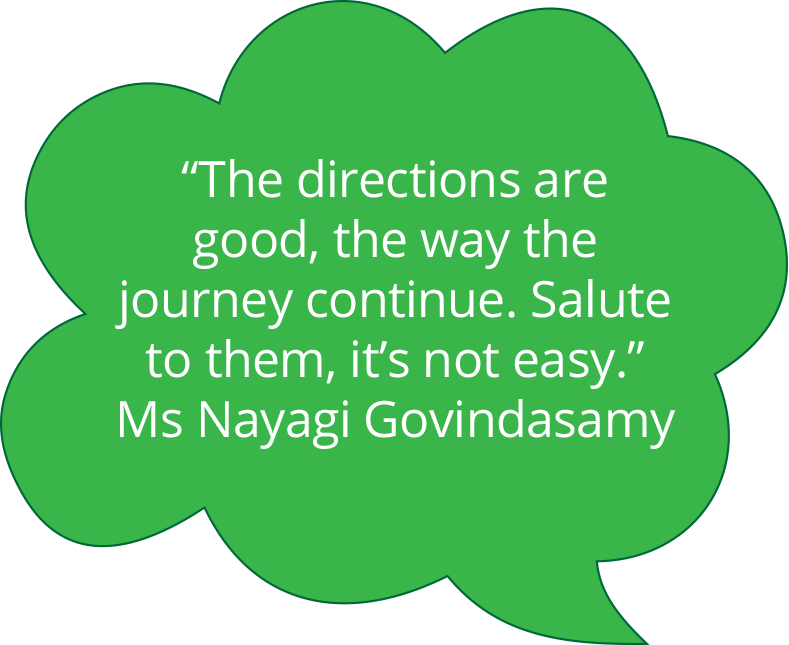 “The directions are
good, the way the
journey continue. Salute
to them, it’s not easy.”
Ms Nayagi Govindasamy